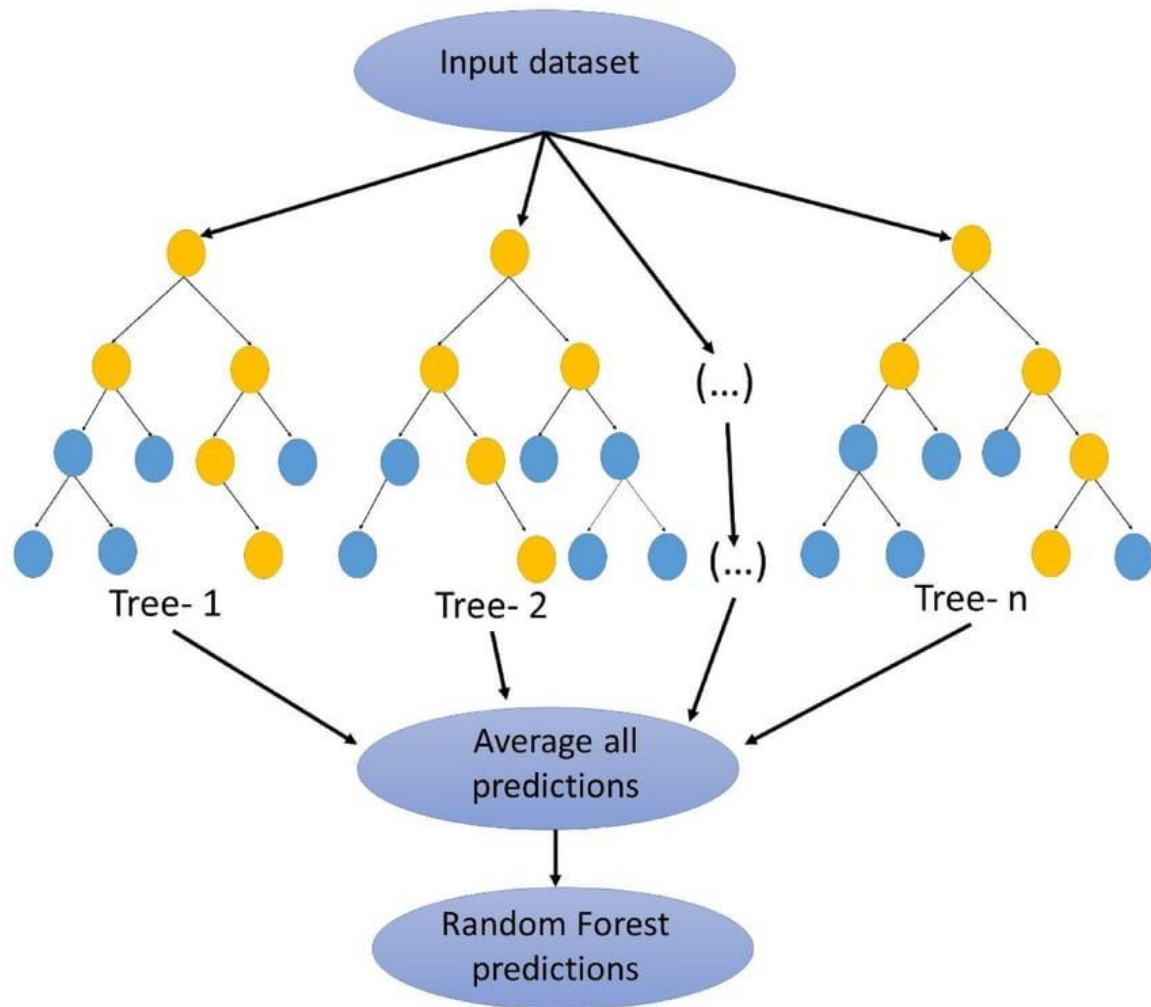 Input dataset
(...)
(...)
Tree- 1
Tree- 2
Tree- n
Average all
predictions
Random Forest
predictions